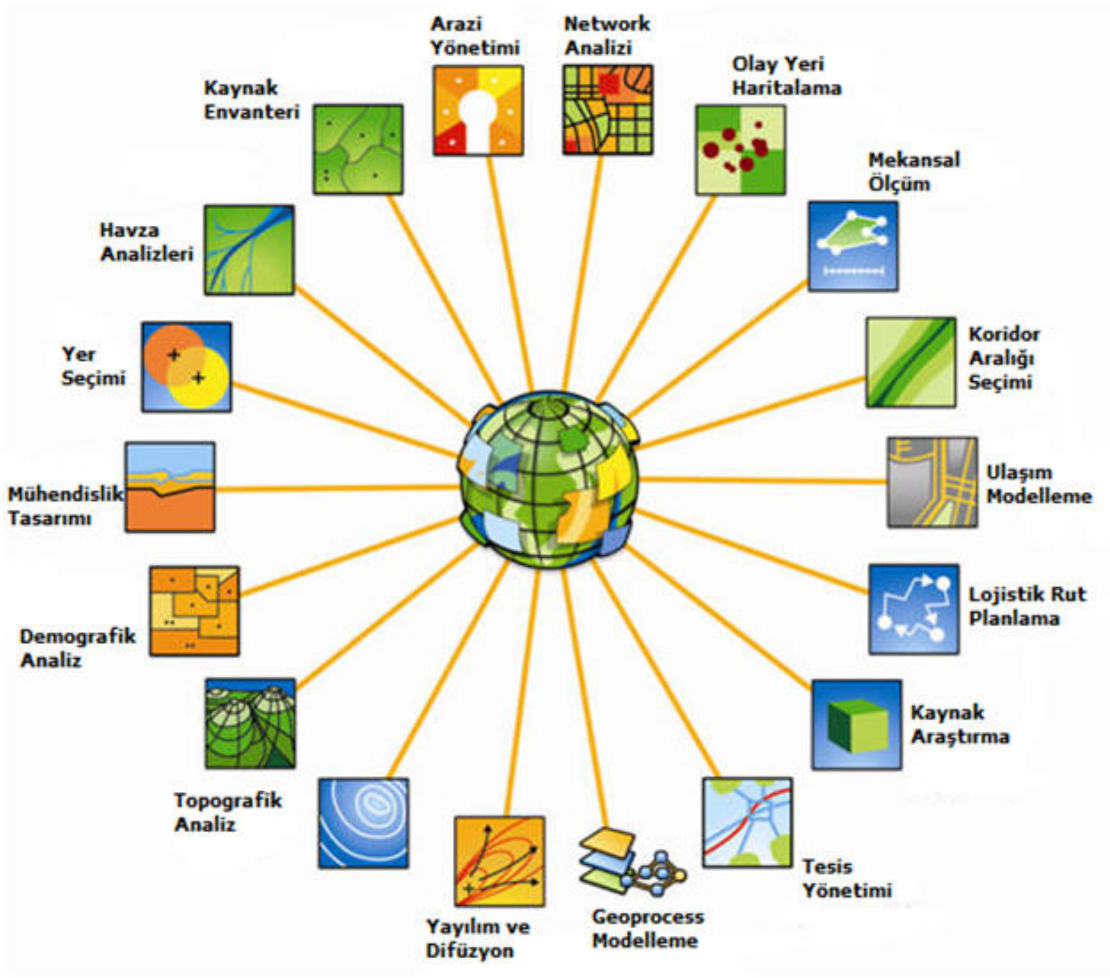 Arazi
Yönetimi
Network
Analizi
Olay Yeri
Haritalama
Mekansal
Ölçüm
Koridor
Aralığı
Seçimi
Ulaşım
Modelleme
Lojistik Rut
Planlama
Kaynak
Araştırma
Tesis
Yönetimi
Geoprocess
Modelleme
Yayılım ve
Difüzyon
Topografik
Analiz
Demografik
Analiz
Mühendislik
Tasarımı
Yer
Seçimi
Havza
Analizleri
Kaynak
Envanteri